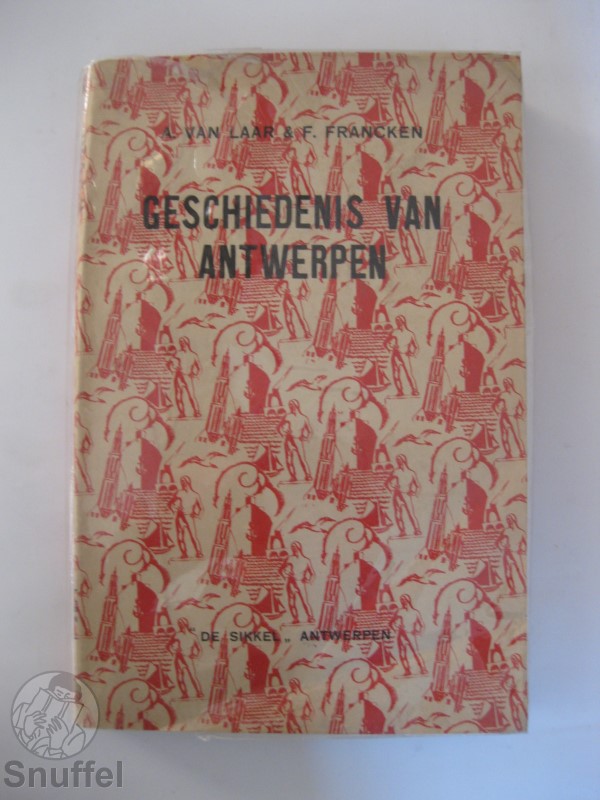 A. VAN LAAR & F. FRANCKEN
GESCHIEDENIS VAN
ANTWERPEN
"DE SIKKEL„ ANTWERPEN
Snuffel